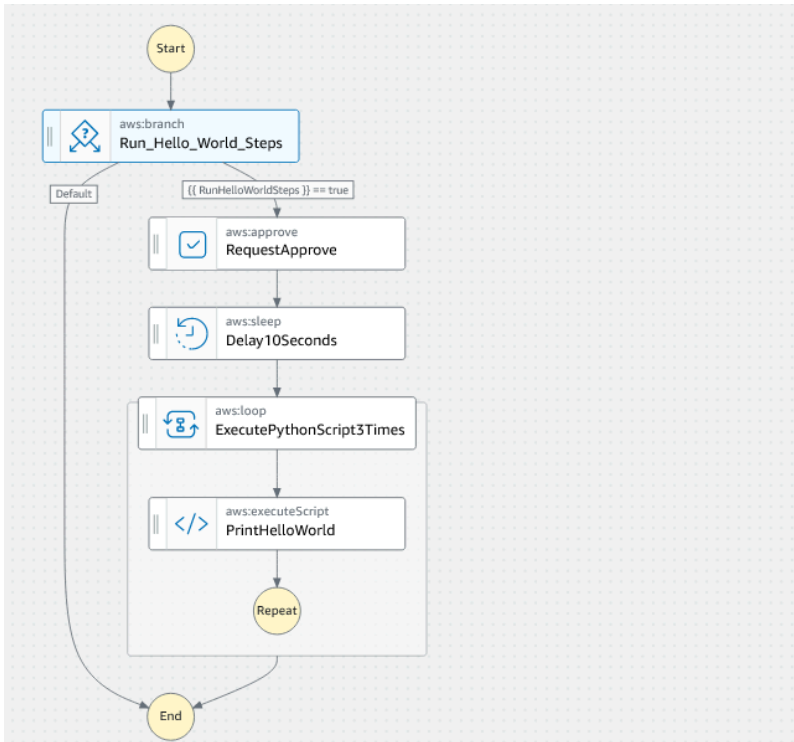 Start
aws:branch
Run_Hello_World_Steps
Default
{{ RunHelloWorldSteps }} == true
aws:approve
RequestApprove
aws:sleep
Delay10Seconds
aws:loop
ExecutePythonScript3Times
aws:executeScript
PrintHelloWorld
Repeat
End